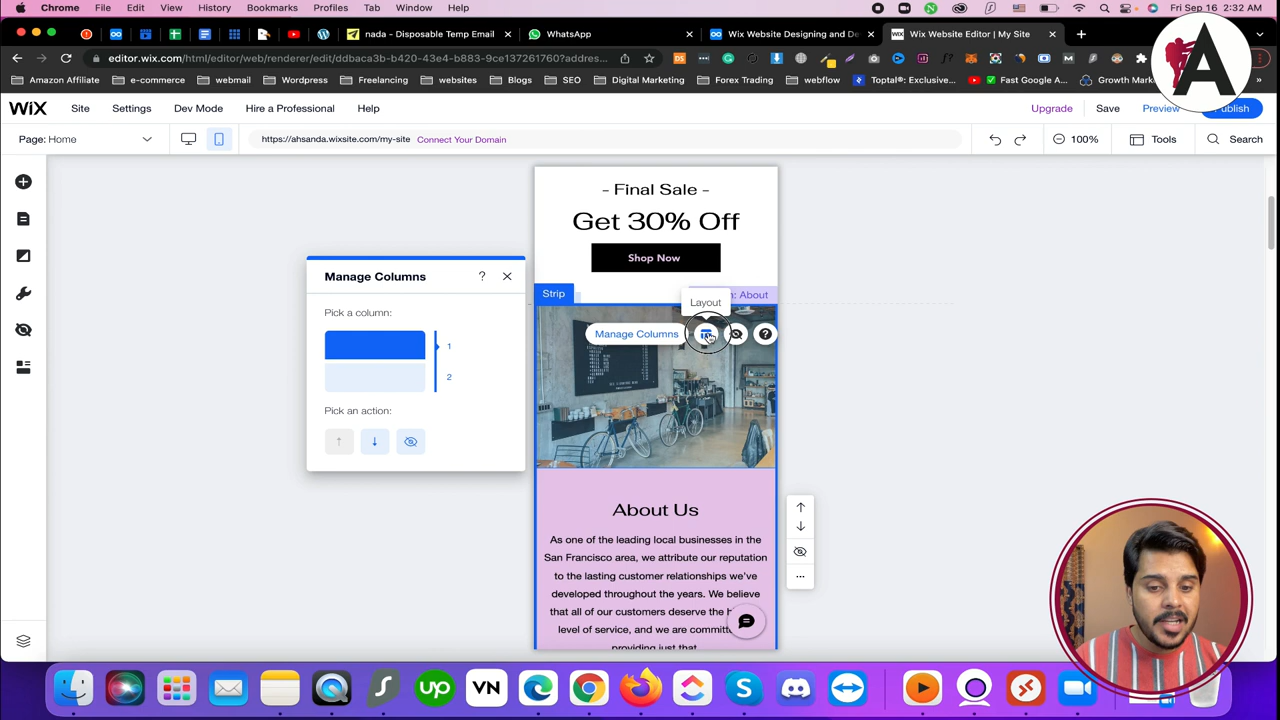 Chrome File Edit View History Bookmarks Profiles Tab Window Help Fri Sep 16 2:32 AM
nada - Disposable Temp Email WhatsApp Wix Website Designing and De Wix Website Editor | My Site
editor.wix.com/html/editor/web/renderer/edit/ddbaca3b-b420-43e4-b883-9ce137261760?addres...
Amazon Affiliate e-commerce webmail Wordpress Freelancing websites Blogs SEO Digital Marketing Forex Trading webflow Toptal®: Exclusive... Fast Google A... Growth Mark
WiX Site Settings Dev Mode Hire a Professional Help Upgrade Save Preview Publish
Page: Home https://ahsanda.wixsite.com/my-site Connect Your Domain 100% Tools Search
- Final Sale -
Get 30% Off
Shop Now
Manage Columns ?
Strip Layout n: About
Pick a column:
Manage Columns ?
1
2
Pick an action:
About Us
As one of the leading local businesses in the
San Francisco area, we attribute our reputation
to the lasting customer relationships we've
developed throughout the years. We believe
that all of our customers deserve the h
level of service, and we are committ
providing just that.
up VN S
A